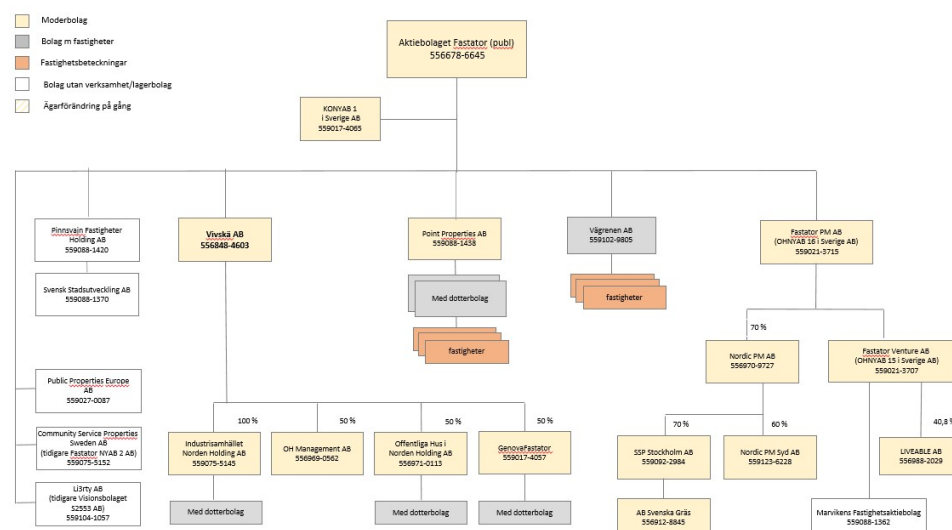 Moderbolag
Bolag m fastigheter
Fastighetsbeteckningar
Bolag utan verksamhet/lagerbolag
Ägarförändring på gång
Aktiebolaget Fastator (publ)
556678-6645
KONYAB 1
i Sverige AB
559017-4065
Pinnsvain Fastigheter
Holding AB
559088-1420
Vivskä AB
556848-4603
Point Properties AB
559088-1438
Vägrenen AB
559102-9805
Fastator PM AB
(OHNYAB 16 i Sverige AB)
559021-3715
Svensk Stadsutveckling AB
559088-1370
Med dotterbolag
fastigheter
fastigheter
70 %
Nordic PM AB
556970-9727
Fastator Venture AB
(OHNYAB 15 i Sverige AB)
559021-3707
Public Properties Europe
AB
559027-0087
100 %
50 %
50 %
50 %
70 %
60 %
40,8 %
Community Service Properties
Sweden AB
(tidigare Fastator NYAB 2 AB)
559075-5152
Industrisamhället
Norden Holding AB
559075-5145
OH Management AB
556969-0562
Offentliga Hus i
Norden Holding AB
556971-0113
GenovaFastator
559017-4057
SSP Stockholm AB
559092-2984
Nordic PM Syd AB
559123-6228
LIVEABLE AB
556988-2029
Li3rty AB
(tidigare Visionsbolaget
S2553 AB)
559104-1057
Med dotterbolag
Med dotterbolag
Med dotterbolag
AB Svenska Gräs
556912-8845
Marvikens Fastighetsaktiebolag
559088-1362